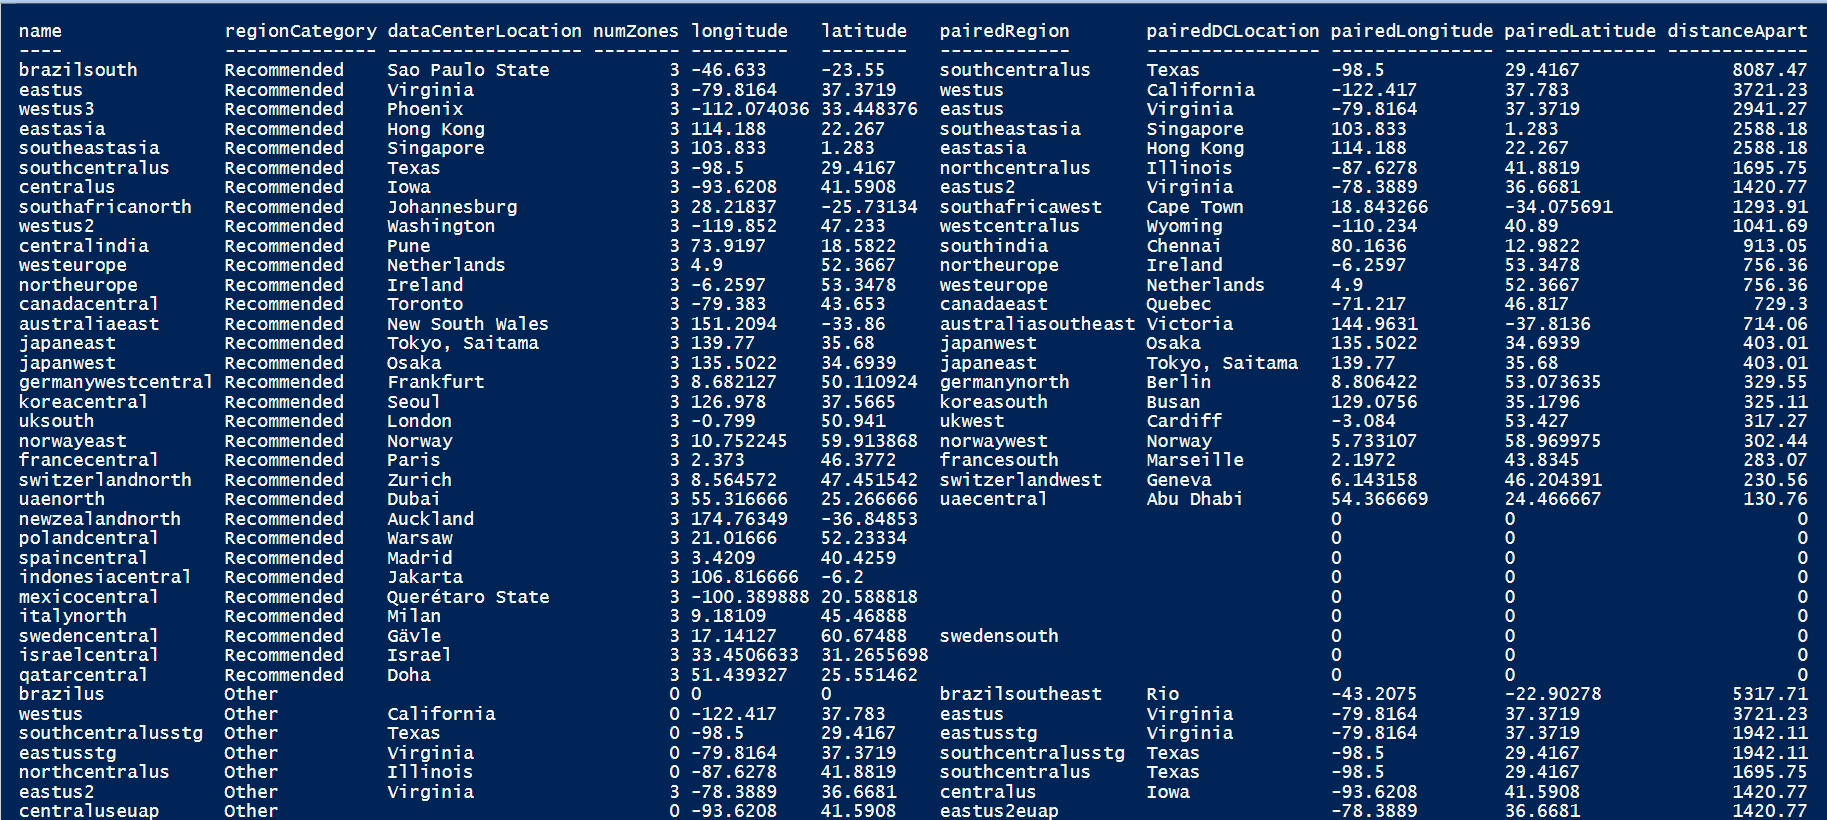 name regionCategory dataCenterLocation numZones longitude latitude pairedRegion pairedDCLocation pairedLongitude pairedLatitude distanceApart
---- -------------- ------------------ -------- --------- -------- ------------ ---------------- --------------- -------------- -------------
brazilsouth Recommended Sao Paulo State 3 -46.633 -23.55 southcentralus Texas -98.5 29.4167 8087.47
eastus Recommended Virginia 3 -79.8164 37.3719 westus California -122.417 37.783 3721.23
westus3 Recommended Phoenix 3 -112.074036 33.448376 eastus Virginia -79.8164 37.3719 2941.27
eastasia Recommended Hong Kong 3 114.188 22.267 southeastasia Singapore 103.833 1.283 2588.18
southeastasia Recommended Singapore 3 103.833 1.283 eastasia Hong Kong 114.188 22.267 2588.18
southcentralus Recommended Texas 3 -98.5 29.4167 northcentralus Illinois -87.6278 41.8819 1695.75
centralus Recommended Iowa 3 -93.6208 41.5908 eastus2 Virginia -78.3889 36.6681 1420.77
southafricanorth Recommended Johannesburg 3 28.21837 -25.73134 southafricawest Cape Town 18.843266 -34.075691 1293.91
westus2 Recommended Washington 3 -119.852 47.233 westcentralus Wyoming -110.234 40.89 1041.69
centralindia Recommended Pune 3 73.9197 18.5822 southindia Chennai 80.1636 12.9822 913.05
westeurope Recommended Netherlands 3 4.9 52.3667 northeurope Ireland -6.2597 53.3478 756.36
northeurope Recommended Ireland 3 -6.2597 53.3478 westeurope Netherlands 4.9 52.3667 756.36
canadacentral Recommended Toronto 3 -79.383 43.653 canadaeast Quebec -71.217 46.817 729.3
australiaeast Recommended New South Wales 3 151.2094 -33.86 australiasoutheast Victoria 144.9631 -37.8136 714.06
japaneast Recommended Tokyo, Saitama 3 139.77 35.68 japanwest Osaka 135.5022 34.6939 403.01
japanwest Recommended Osaka 3 135.5022 34.6939 japaneast Tokyo, Saitama 139.77 35.68 403.01
germanywestcentral Recommended Frankfurt 3 8.682127 50.110924 germanynorth Berlin 8.806422 53.073635 329.55
koreacentral Recommended Seoul 3 126.978 37.5665 koreasouth Busan 129.0756 35.1796 325.11
uksouth Recommended London 3 -0.799 50.941 ukwest Cardiff -3.084 53.427 317.27
norwayeast Recommended Norway 3 10.752245 59.913868 norwaywest Norway 5.733107 58.969975 302.44
francecentral Recommended Paris 3 2.373 46.3772 francesouth Marseille 2.1972 43.8345 283.07
switzerlandnorth Recommended Zurich 3 8.564572 47.451542 switzerlandwest Geneva 6.143158 46.204391 230.56
uaenorth Recommended Dubai 3 55.316666 25.266666 uaecentral Abu Dhabi 54.366669 24.466667 130.76
newzealandnorth Recommended Auckland 3 174.76349 -36.84853 0 0 0
polandcentral Recommended Warsaw 3 21.01666 52.23334 0 0 0
spaincentral Recommended Madrid 3 3.4209 40.4259 0 0 0
indonesiacentral Recommended Jakarta 3 106.816666 -6.2 0 0 0
mexicocentral Recommended Querétaro State 3 -100.389888 20.588818 0 0 0
italynorth Recommended Milan 3 9.18109 45.46888 0 0 0
swedencentral Recommended Gävle 3 17.14127 60.67488 swedensouth 0 0 0
israelcentral Recommended Israel 3 33.4506633 31.2655698 0 0 0
qatarcentral Recommended Doha 3 51.439327 25.551462 0 0 0
brazilus Other 0 0 0 brazilsoutheast Rio -43.2075 -22.90278 5317.71
westus Other California 0 -122.417 37.783 eastus Virginia -79.8164 37.3719 3721.23
southcentralusstg Other Texas 0 -98.5 29.4167 eastusstg Virginia -79.8164 37.3719 1942.11
eastusstg Other Virginia 0 -79.8164 37.3719 southcentralusstg Texas -98.5 29.4167 1942.11
northcentralus Other Illinois 0 -87.6278 41.8819 southcentralus Texas -98.5 29.4167 1695.75
eastus2 Other Virginia 3 -78.3889 36.6681 centralus Iowa -93.6208 41.5908 1420.77
centraluseuap Other 0 -93.6208 41.5908 eastus2euap -78.3889 36.6681 1420.77